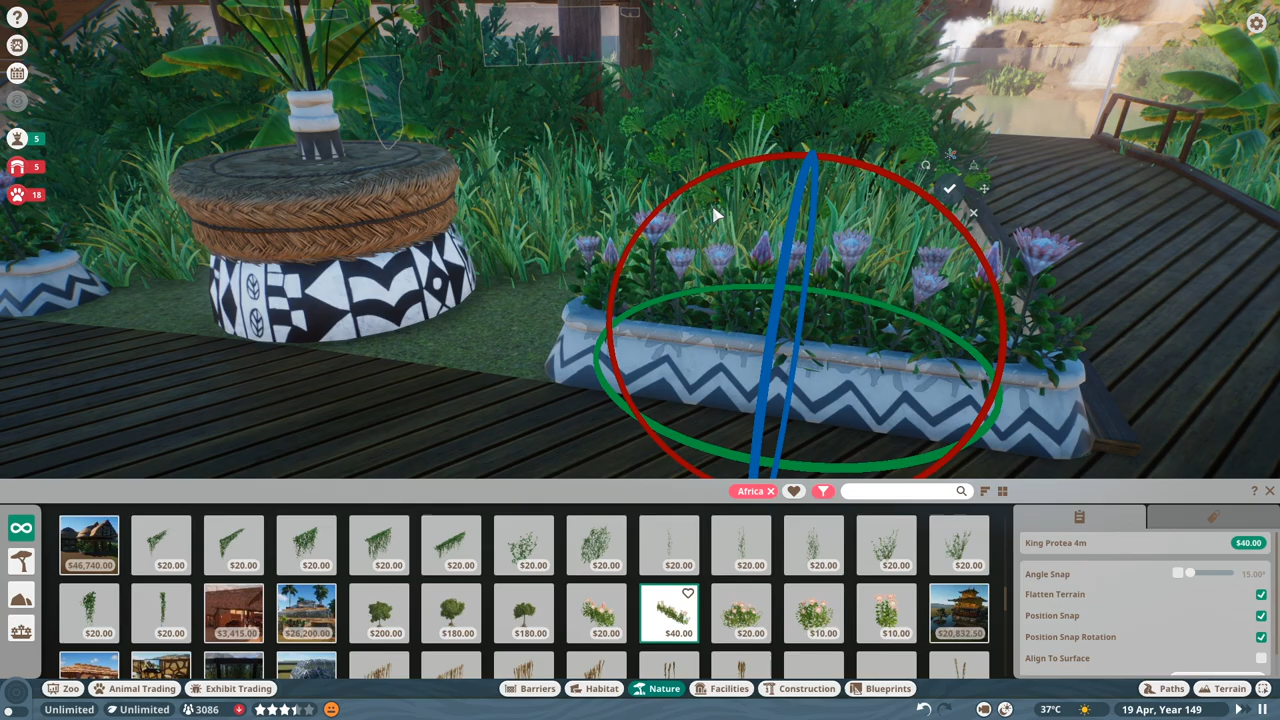 ?
5
5
18
Africa ✕
? ✕
$46,740.00 $20.00 $20.00 $20.00 $20.00 $20.00 $20.00 $20.00 $20.00 $20.00 $20.00 $20.00 $20.00
$20.00 $20.00 $3,415.00 $26,200.00 $200.00 $180.00 $180.00 $20.00 $40.00 $20.00 $10.00 $10.00 $20,832.50
King Protea 4m $40.00
Angle Snap 15.00°
Flatten Terrain
Position Snap
Position Snap Rotation
Align To Surface
Zoo Animal Trading Exhibit Trading Barriers Habitat Nature Facilities Construction Blueprints Paths Terrain
Unlimited Unlimited 3086 37°C 19 Apr, Year 149